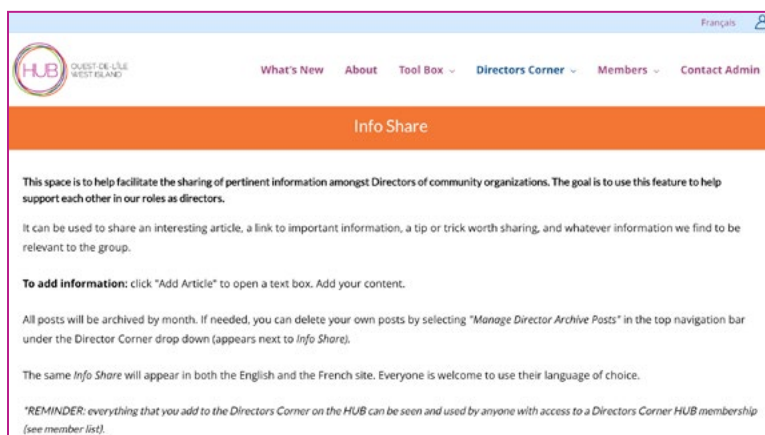 Français
HUB OUEST-DE-L'ÎLE
WEST ISLAND
What's New About Tool Box Directors Corner Members Contact Admin
Info Share
This space is to help facilitate the sharing of pertinent information amongst Directors of community organizations. The goal is to use this feature to help
support each other in our roles as directors.
It can be used to share an interesting article, a link to important information, a tip or trick worth sharing, and whatever information we find to be
relevant to the group.
To add information: click "Add Article" to open a text box. Add your content.
All posts will be archived by month. If needed, you can delete your own posts by selecting "Manage Director Archive Posts" in the top navigation bar
under the Director Corner drop down (appears next to Info Share).
The same Info Share will appear in both the English and the French site. Everyone is welcome to use their language of choice.
*REMINDER: everything that you add to the Directors Corner on the HUB can be seen and used by anyone with access to a Directors Corner HUB membership
(see member list).